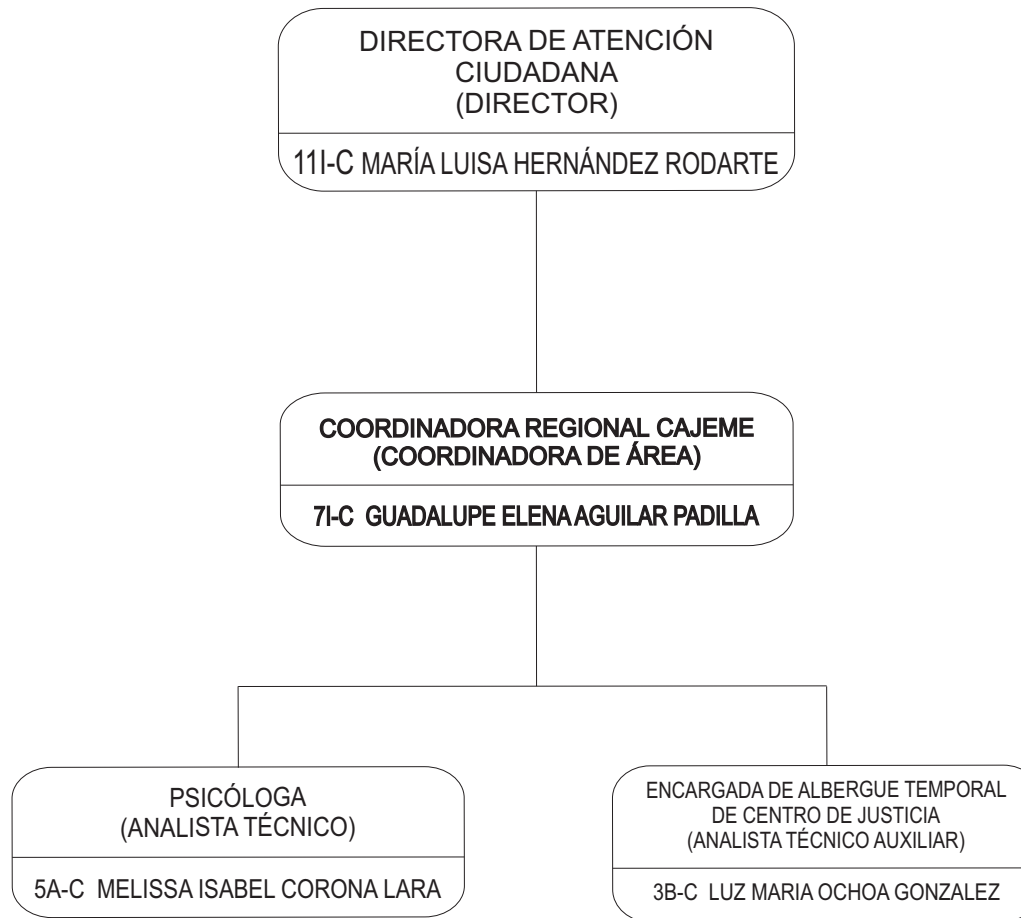 DIRECTORA DE ATENCIÓN
CIUDADANA
(DIRECTOR)
11I-C MARÍA LUISA HERNÁNDEZ RODARTE
COORDINADORA REGIONAL CAJEME
(COORDINADORA DE ÁREA)
7I-C GUADALUPE ELENA AGUILAR PADILLA
PSICÓLOGA
(ANALISTA TÉCNICO)
5A-C MELISSA ISABEL CORONA LARA
ENCARGADA DE ALBERGUE TEMPORAL
DE CENTRO DE JUSTICIA
(ANALISTA TÉCNICO AUXILIAR)
3B-C LUZ MARIA OCHOA GONZALEZ